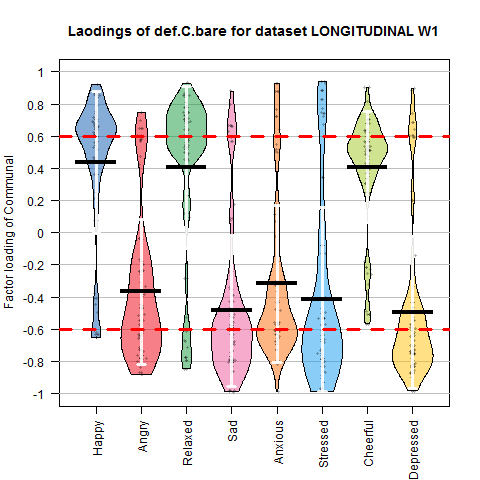 Laodings of def.C.bare for dataset LONGITUDINAL W1
Factor loading of Communal
1
0.8
0.6
0.4
0.2
0
-0.2
-0.4
-0.6
-0.8
-1
Happy
Angry
Relaxed
Sad
Anxious
Stressed
Cheerful
Depressed